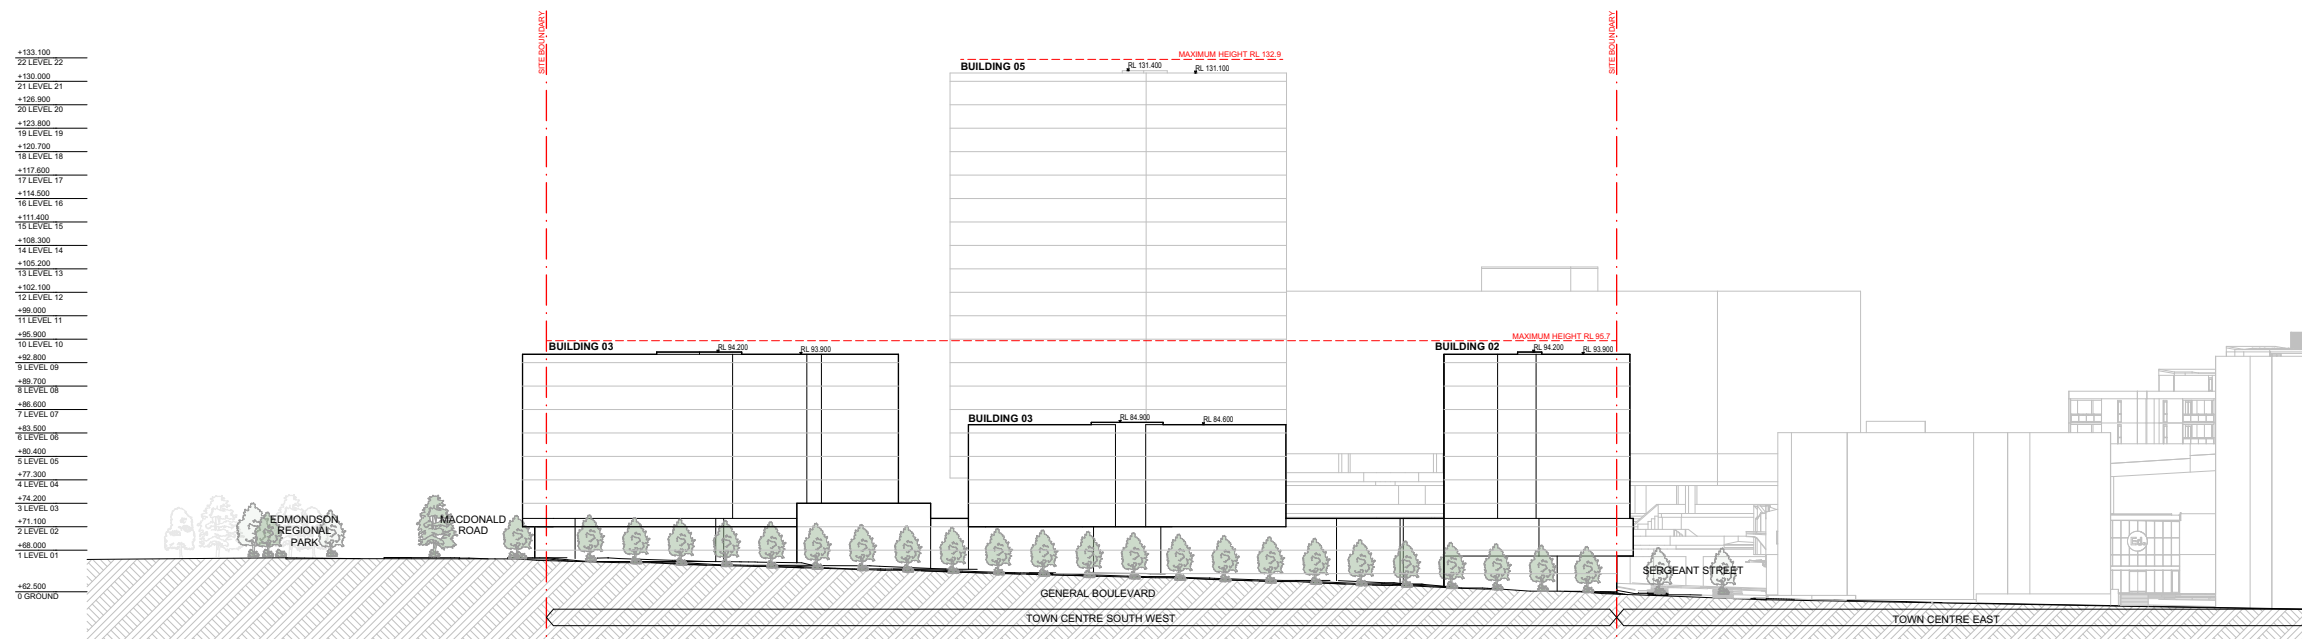 +133.100
22 LEVEL 22
+130.000
21 LEVEL 21
+126.900
20 LEVEL 20
+123.800
19 LEVEL 19
+120.700
18 LEVEL 18
+117.600
17 LEVEL 17
+114.500
16 LEVEL 16
+111.400
15 LEVEL 15
+108.300
14 LEVEL 14
+105.200
13 LEVEL 13
+102.100
12 LEVEL 12
+99.000
11 LEVEL 11
+95.900
10 LEVEL 10
+92.800
9 LEVEL 09
+89.700
8 LEVEL 08
+86.600
7 LEVEL 07
+83.500
6 LEVEL 06
+80.400
5 LEVEL 05
+77.300
4 LEVEL 04
+74.200
3 LEVEL 03
+71.100
2 LEVEL 02
+68.000
1 LEVEL 01
+62.500
0 GROUND
SITE BOUNDARY
SITE BOUNDARY
MAXIMUM HEIGHT RL 132.9
BUILDING 05
RL 131.400
RL 131.100
MAXIMUM HEIGHT RL 95.7
BUILDING 03
RL 94.200
RL 93.900
BUILDING 02
RL 94.200
RL 93.900
BUILDING 03
RL 84.900
RL 84.600
EDMONDSON
REGIONAL
PARK
MACDONALD
ROAD
Ed.
SERGEANT STREET
GENERAL BOULEVARD
TOWN CENTRE SOUTH WEST
TOWN CENTRE EAST